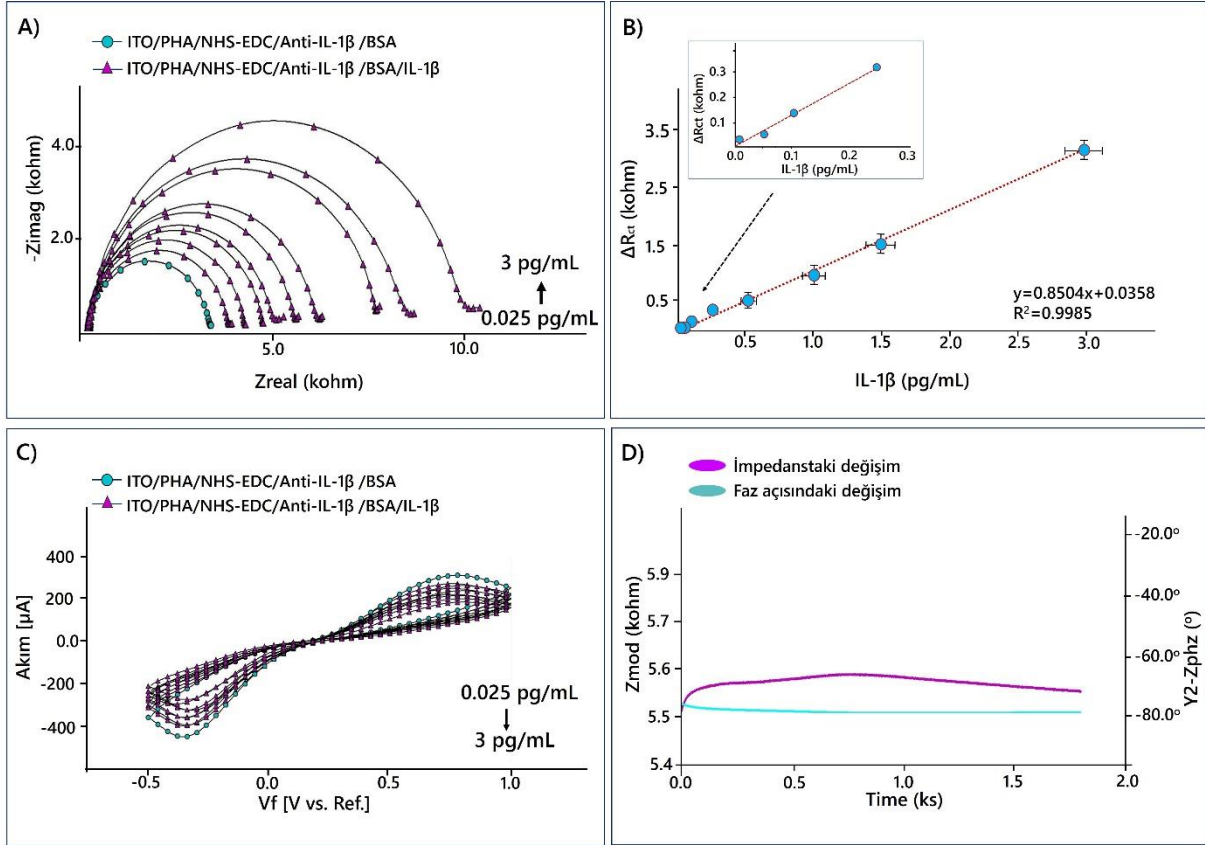 A)
ITO/PHA/NHS-EDC/Anti-IL-1β /BSA
ITO/PHA/NHS-EDC/Anti-IL-1β /BSA/IL-1β
-Zimag (kohm)
4.0
2.0
3 pg/mL
0.025 pg/mL
5.0
10.0
Zreal (kohm)
B)
ΔRct (kohm)
0.3
0.2
0.1
0.0
0.1
0.2
0.3
IL-1β (pg/mL)
ΔRct (kohm)
3.5
2.5
1.5
0.5
y=0.8504x+0.0358
R²=0.9985
0.5
1.0
1.5
2.0
2.5
3.0
IL-1β (pg/mL)
C)
ITO/PHA/NHS-EDC/Anti-IL-1β /BSA
ITO/PHA/NHS-EDC/Anti-IL-1β /BSA/IL-1β
Akım [µA]
400
200
0.0
-200
-400
0.025 pg/mL
3 pg/mL
-0.5
0.0
0.5
1.0
Vf [V vs. Ref.]
D)
İmpedanstaki değişim
Faz açısındaki değişim
Zmod (kohm)
5.9
5.7
5.6
5.5
5.4
-20.0°
-40.0°
-60.0°
-80.0°
Y2-Zphz (°)
0.0
0.5
1.0
1.5
2.0
Time (ks)